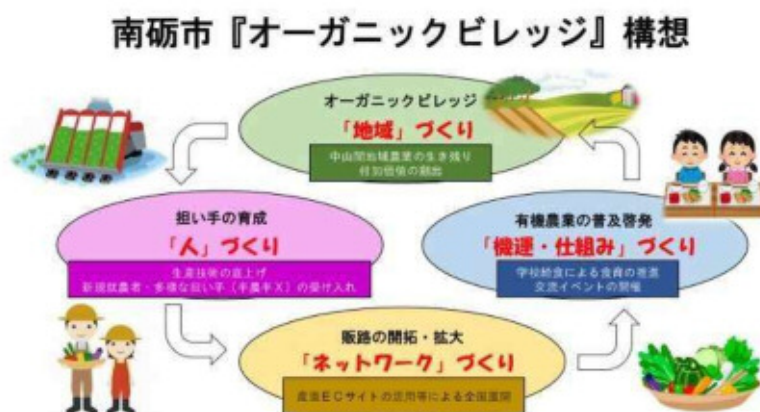 南砺市『オーガニックビレッジ』構想
オーガニックビレッジ
「地域」づくり
中山間地域農業の生き残り
付加価値の創出
担い手の育成
「人」づくり
生産技術の底上げ
新規就農者・多様な担い手（半農半X）の受け入れ
有機農業の普及啓発
「機運・仕組み」づくり
学校給食による食育の推進
交流イベントの開催
販路の開拓・拡大
「ネットワーク」づくり
産直ECサイトの活用等による全国展開